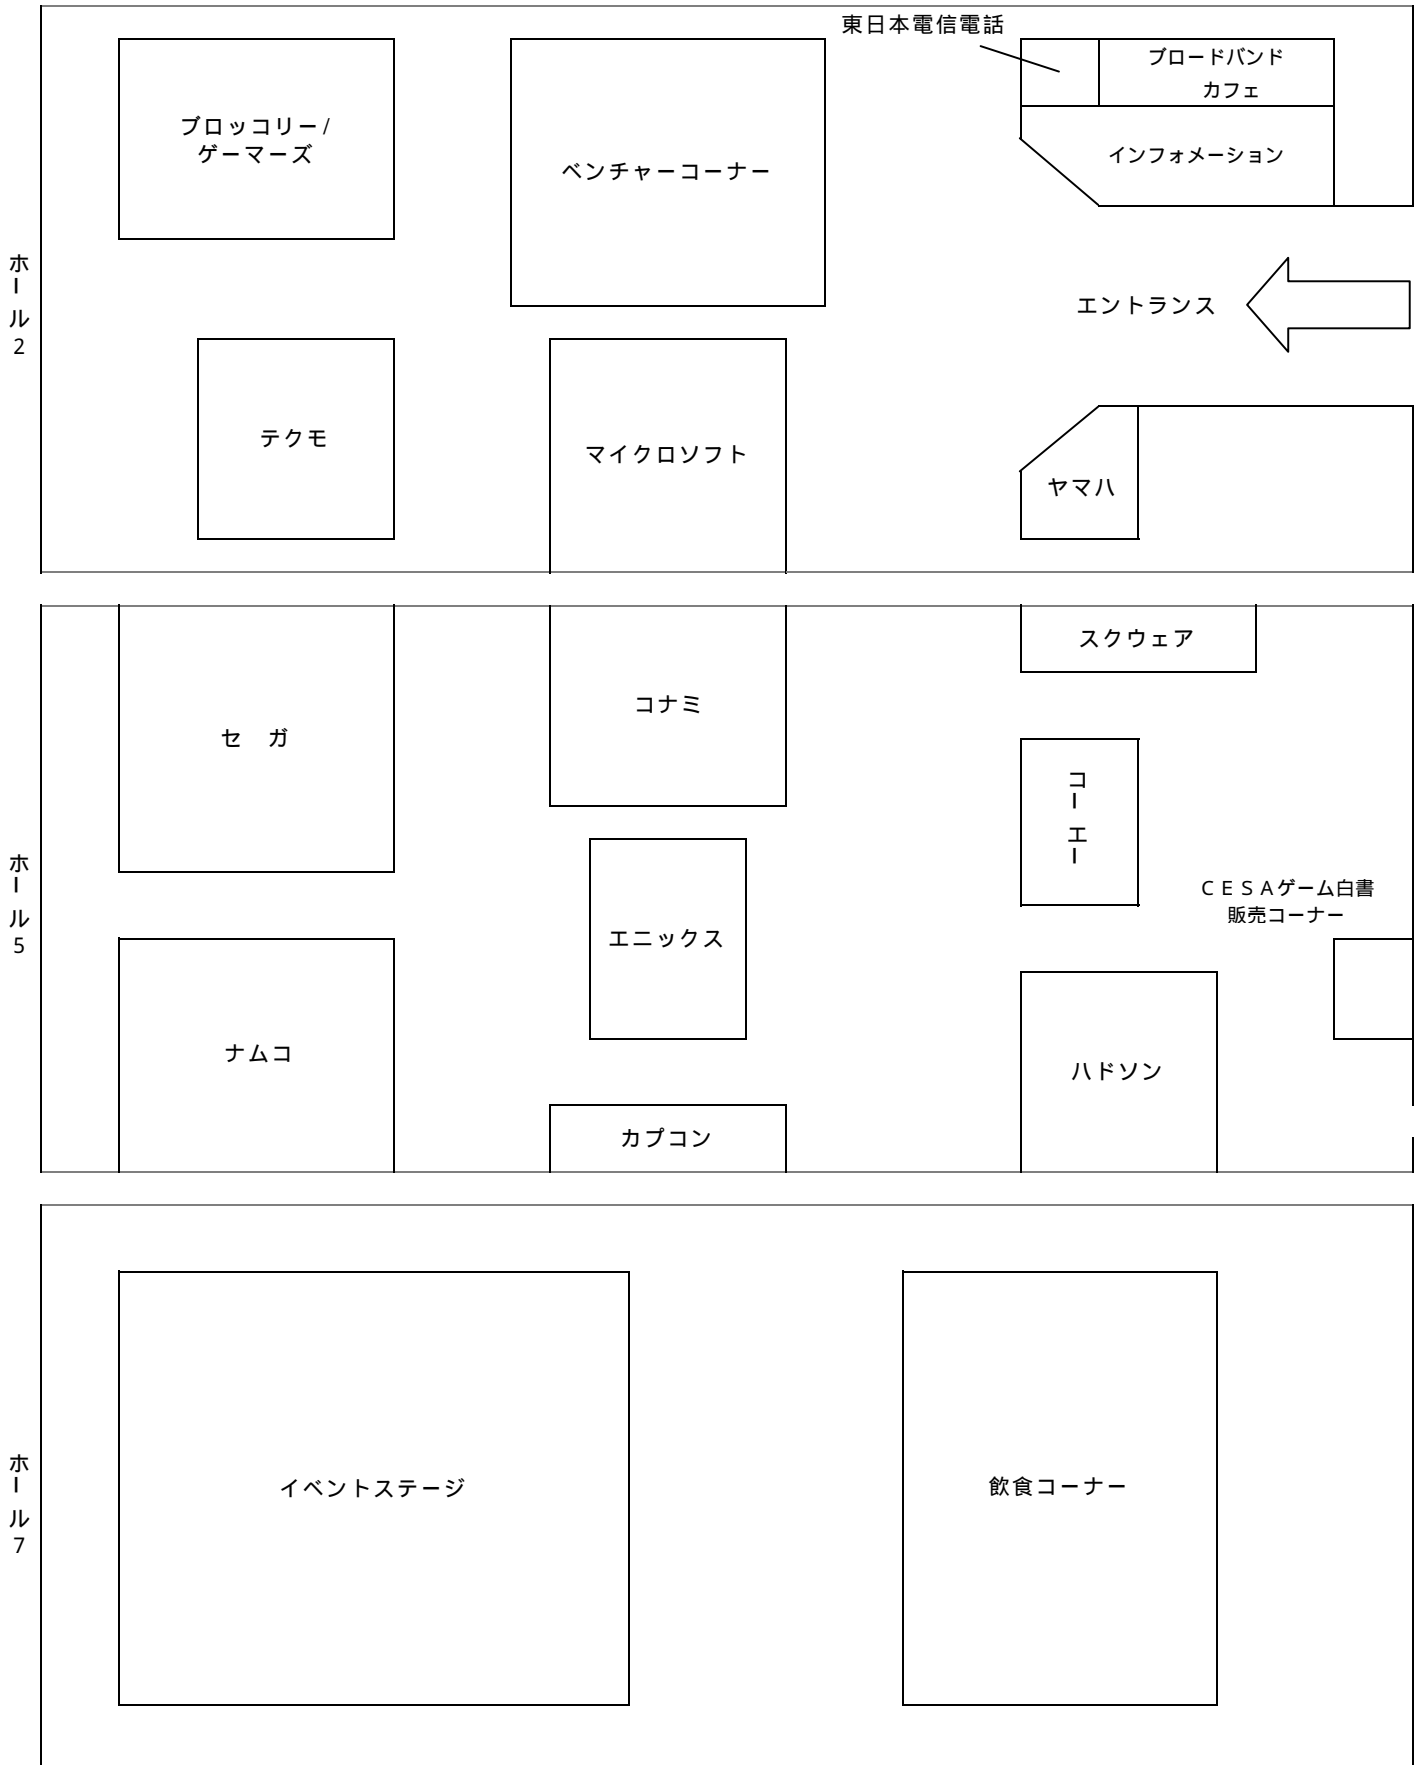 東日本電信電話
ブロードバンド
カフェ
ブロッコリー/
ゲーマーズ
ベンチャーコーナー
インフォメーション
ホール2
エントランス
テクモ
マイクロソフト
ヤマハ
スクウェア
コナミ
セ　ガ
コーエー
ホール5
ＣＥＳＡゲーム白書
販売コーナー
エニックス
ナムコ
ハドソン
カプコン
ホール7
イベントステージ
飲食コーナー